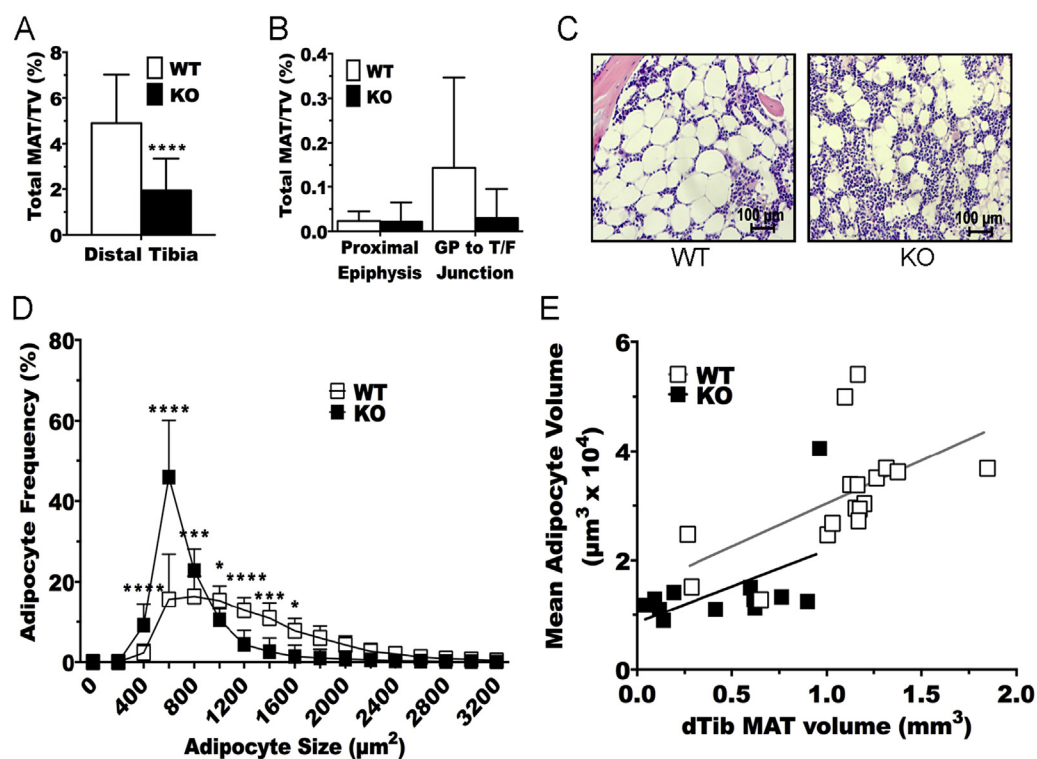 A
Total MAT/TV (%)
8
6
4
2
0
WT
KO
****
Distal Tibia
B
Total MAT/TV (%)
0.4
0.3
0.2
0.1
0.0
WT
KO
Proximal GP to T/F
Epiphysis Junction
C
100 µm
100 µm
WT KO
D
Adipocyte Frequency (%)
80
60
40
20
0
WT
KO
****
****
***
*
****
***
*
0 400 800 1200 1600 2000 2400 2800 3200
Adipocyte Size (µm²)
E
Mean Adipocyte Volume
(µm³ x 10⁴)
6
4
2
0
WT
KO
0.0 0.5 1.0 1.5 2.0
dTib MAT volume (mm³)